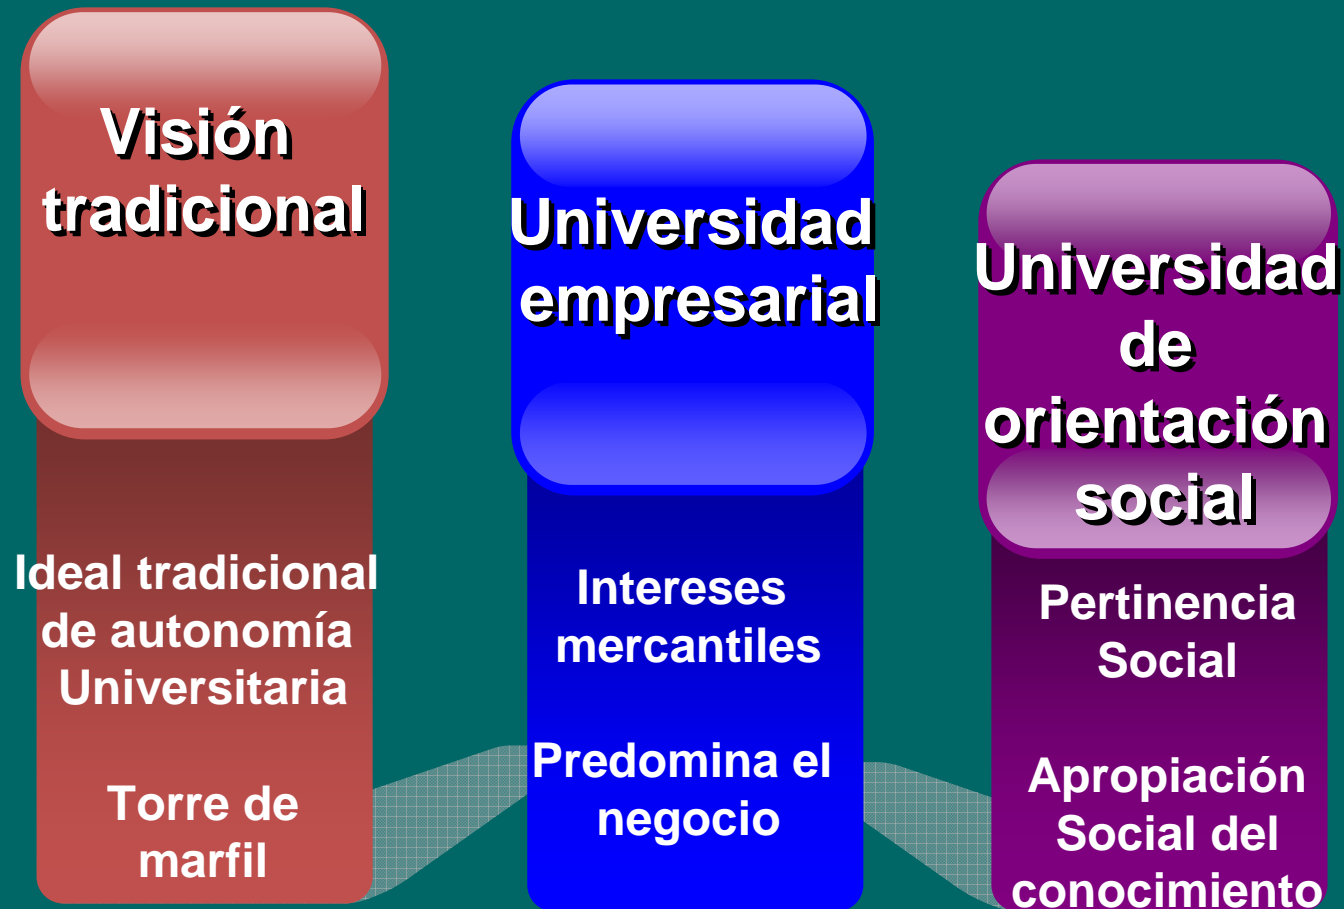 Visión
tradicional
Ideal tradicional
de autonomía
Universitaria
Torre de
marfil
Universidad
empresarial
Intereses
mercantiles
Predomina el
negocio
Universidad
de
orientación
social
Pertinencia
Social
Apropiación
Social del
conocimiento